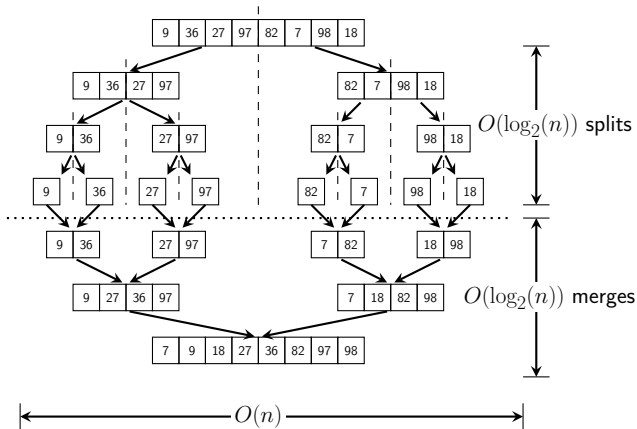 9 36 27 97 82 7 98 18
9 36 27 97 82 7 98 18
9 36 27 97 82 7 98 18
O(log₂(n)) splits
9 36 27 97 82 7 98 18
9 36 27 97 7 82 18 98
9 27 36 97 7 18 82 98
O(log₂(n)) merges
7 9 18 27 36 82 97 98
O(n)